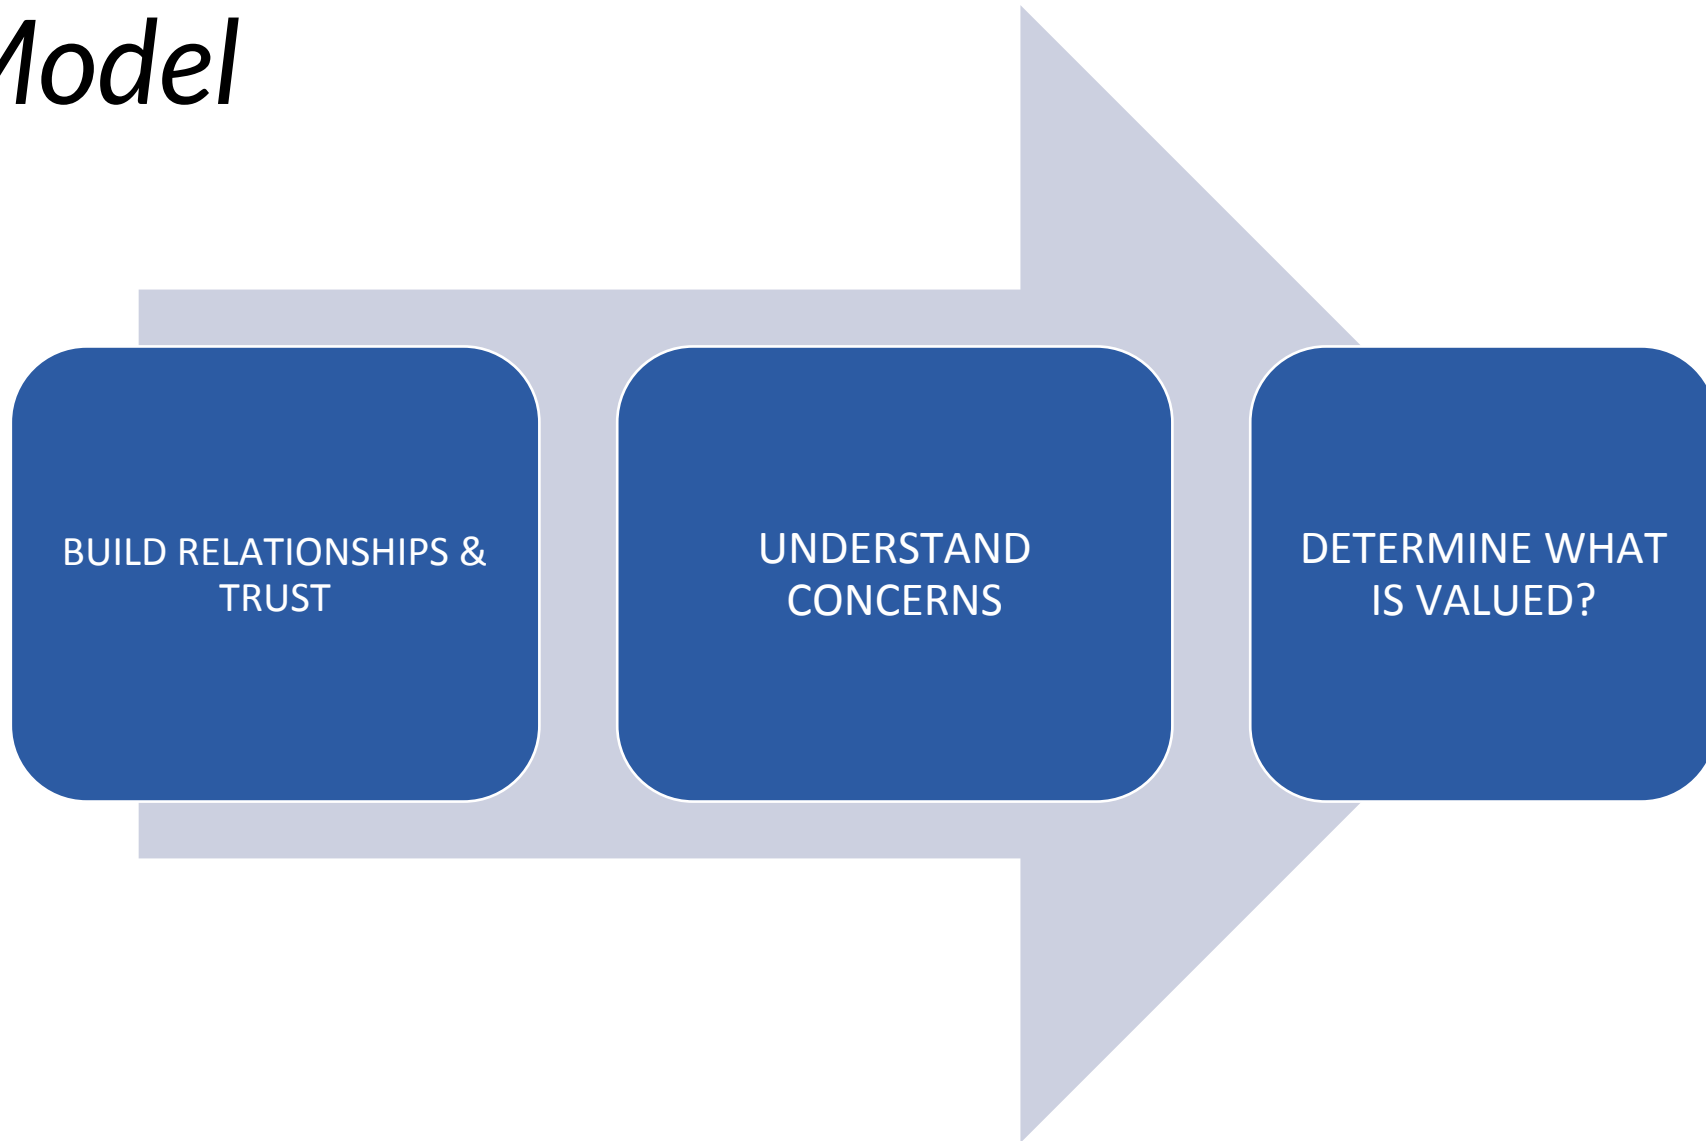 Model
BUILD RELATIONSHIPS &
TRUST
UNDERSTAND
CONCERNS
DETERMINE WHAT
IS VALUED?